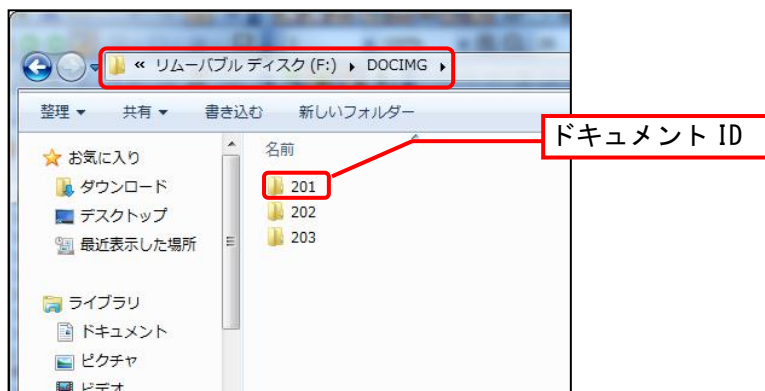 « リムーバブル ディスク (F:) ▸ DOCIMG ▸
整理 ▼ 共有 ▼ 書き込む 新しいフォルダー
ドキュメント ID
お気に入り
ダウンロード
デスクトップ
最近表示した場所
ライブラリ
ドキュメント
ピクチャ
ビデオ
名前
201
202
203